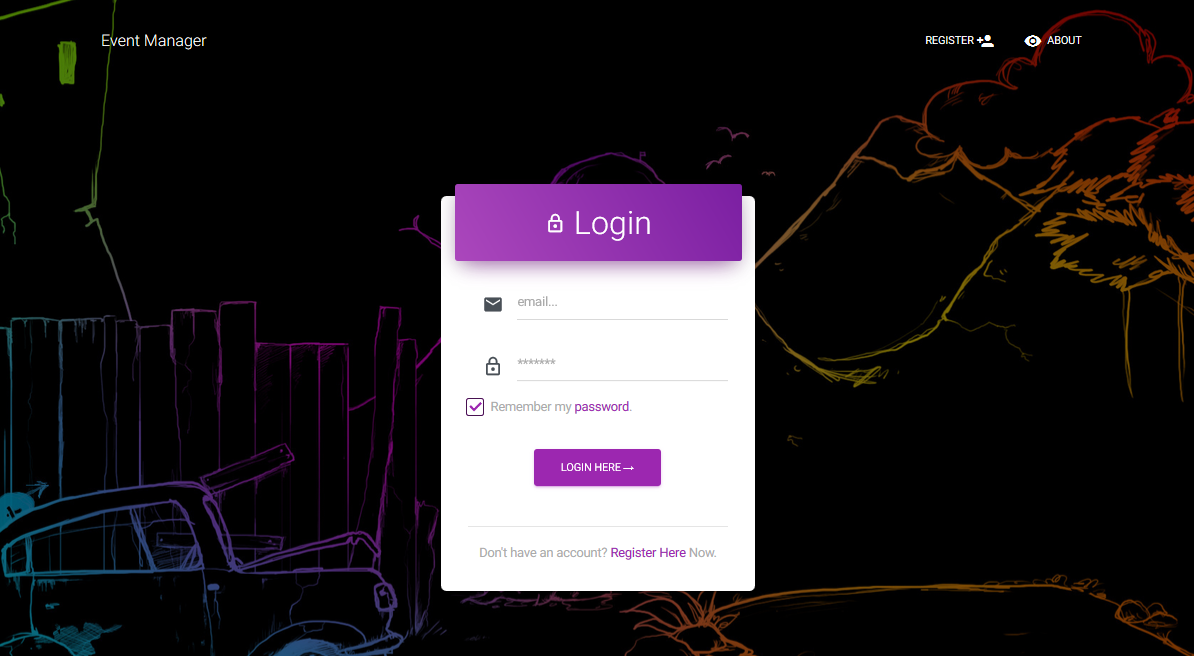 Event Manager
REGISTER
ABOUT
Login
email...
*******
Remember my password.
LOGIN HERE →
Don't have an account? Register Here Now.